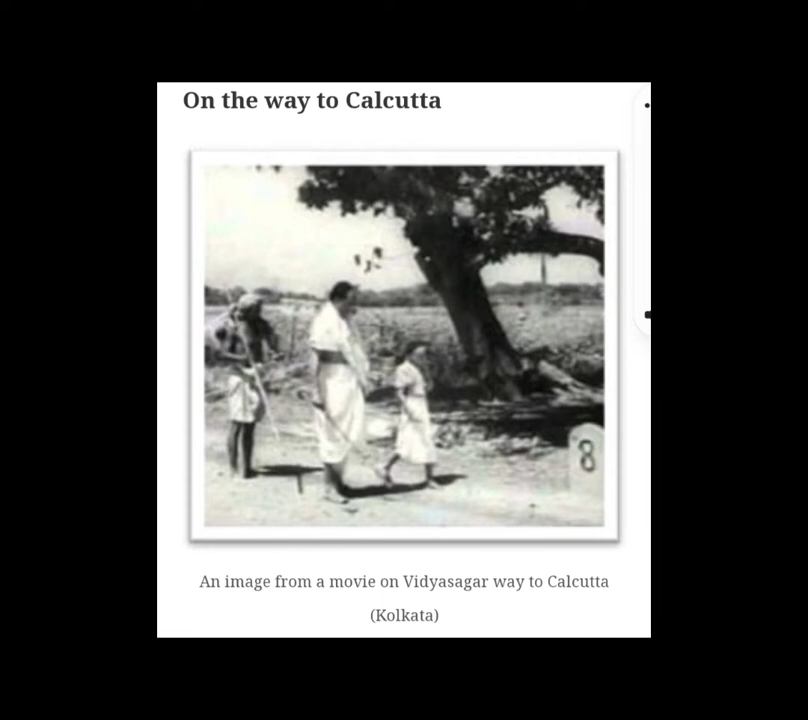 On the way to Calcutta
8
An image from a movie on Vidyasagar way to Calcutta
(Kolkata)